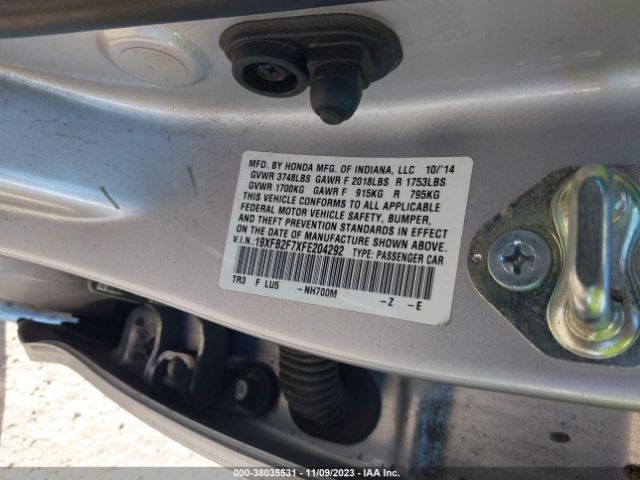 MFD. BY HONDA MFG. OF INDIANA, LLC 10/'14
GVWR 3748LBS GAWR F 2018LBS R 1753LBS
GVWR 1700KG GAWR F 915KG R 795KG
THIS VEHICLE CONFORMS TO ALL APPLICABLE
FEDERAL MOTOR VEHICLE SAFETY, BUMPER,
AND THEFT PREVENTION STANDARDS IN EFFECT
ON THE DATE OF MANUFACTURE SHOWN ABOVE.
V.I.N.:19XFB2F7XFE204292 TYPE: PASSENGER CAR
TR3 F LU5 -NH700M -Z -E
000-38035531 - 11/09/2023 - IAA Inc.